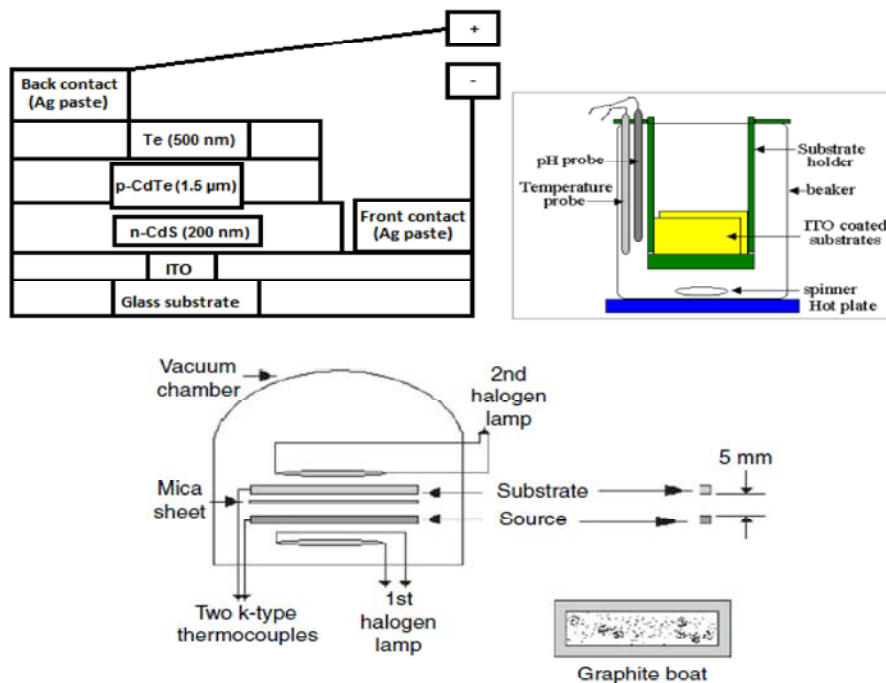 +
-
Back contact
(Ag paste)
Te (500 nm)
p-CdTe (1.5 µm)
n-CdS (200 nm)
Front contact
(Ag paste)
ITO
Glass substrate
pH probe
Temperature
probe
Substrate
holder
beaker
ITO coated
substrates
spinner
Hot plate
Vacuum
chamber
2nd
halogen
lamp
Mica
sheet
Substrate
Source
5 mm
Two k-type
thermocouples
1st
halogen
lamp
Graphite boat